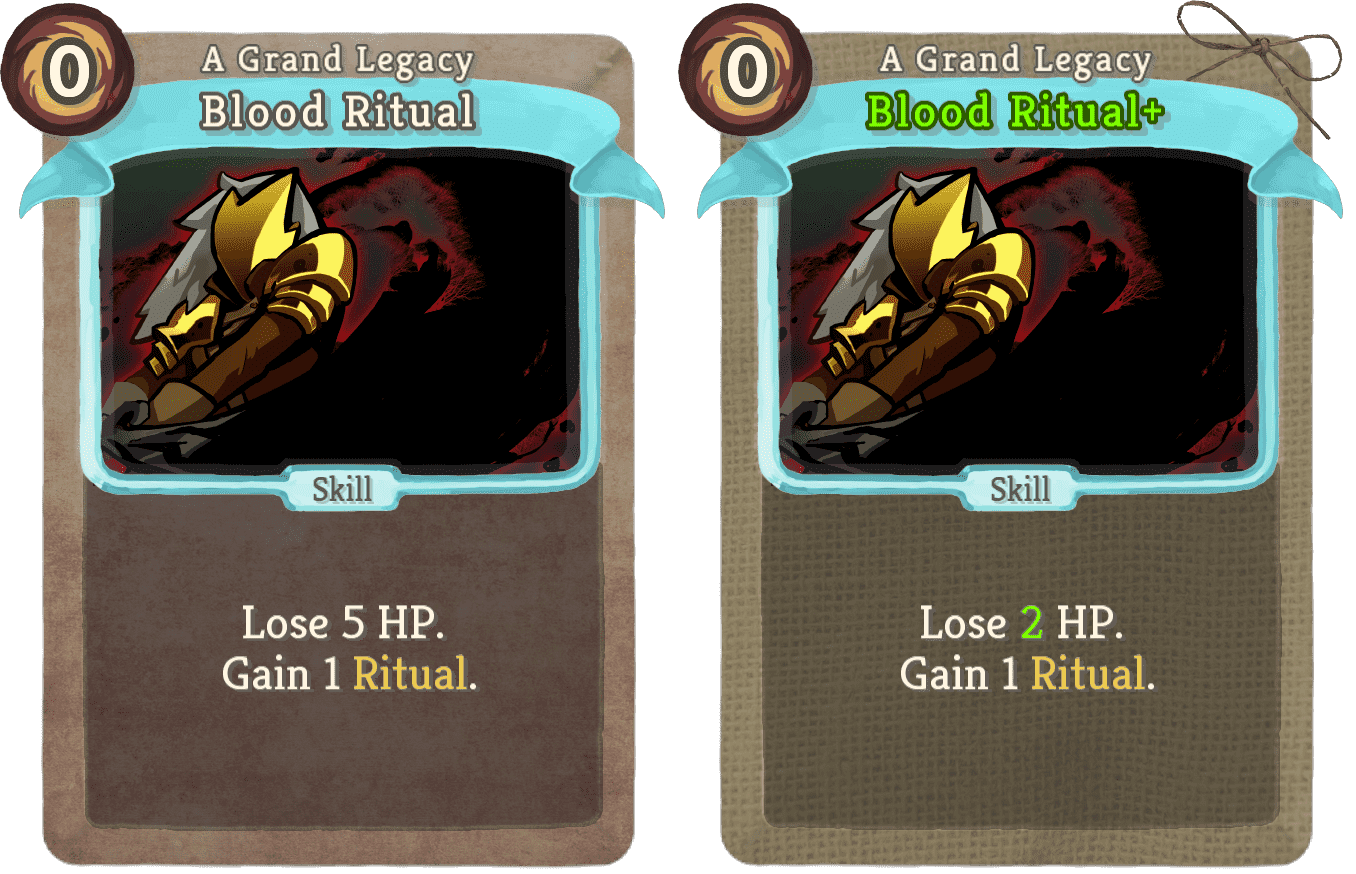 0
A Grand Legacy
Blood Ritual
Skill
Lose 5 HP.
Gain 1 Ritual.
0
A Grand Legacy
Blood Ritual+
Skill
Lose 2 HP.
Gain 1 Ritual.